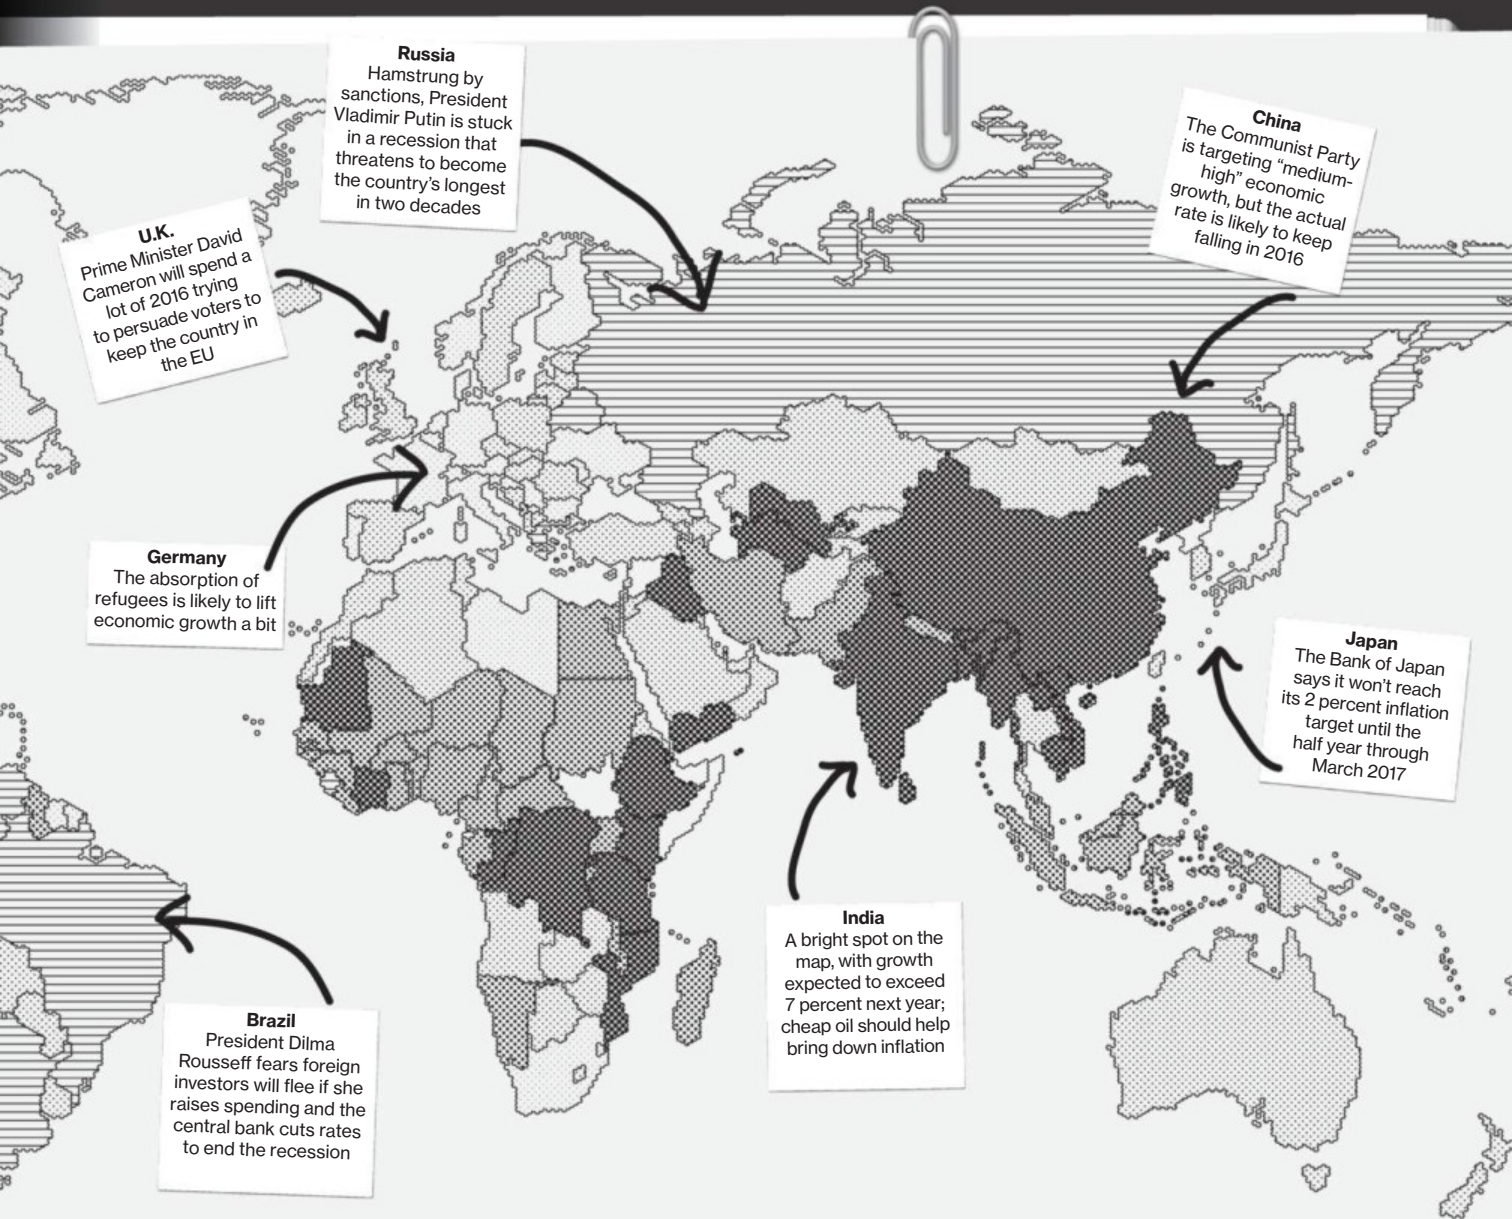 Russia
Hamstrung by
sanctions, President
Vladimir Putin is stuck
in a recession that
threatens to become
the country's longest
in two decades
China
The Communist Party
is targeting "medium-
high" economic
growth, but the actual
rate is likely to keep
falling in 2016
U.K.
Prime Minister David
Cameron will spend a
lot of 2016 trying
to persuade voters to
keep the country in
the EU
Germany
The absorption of
refugees is likely to lift
economic growth a bit
Japan
The Bank of Japan
says it won't reach
its 2 percent inflation
target until the
half year through
March 2017
India
A bright spot on the
map, with growth
expected to exceed
7 percent next year;
cheap oil should help
bring down inflation
Brazil
President Dilma
Rousseff fears foreign
investors will flee if she
raises spending and the
central bank cuts rates
to end the recession